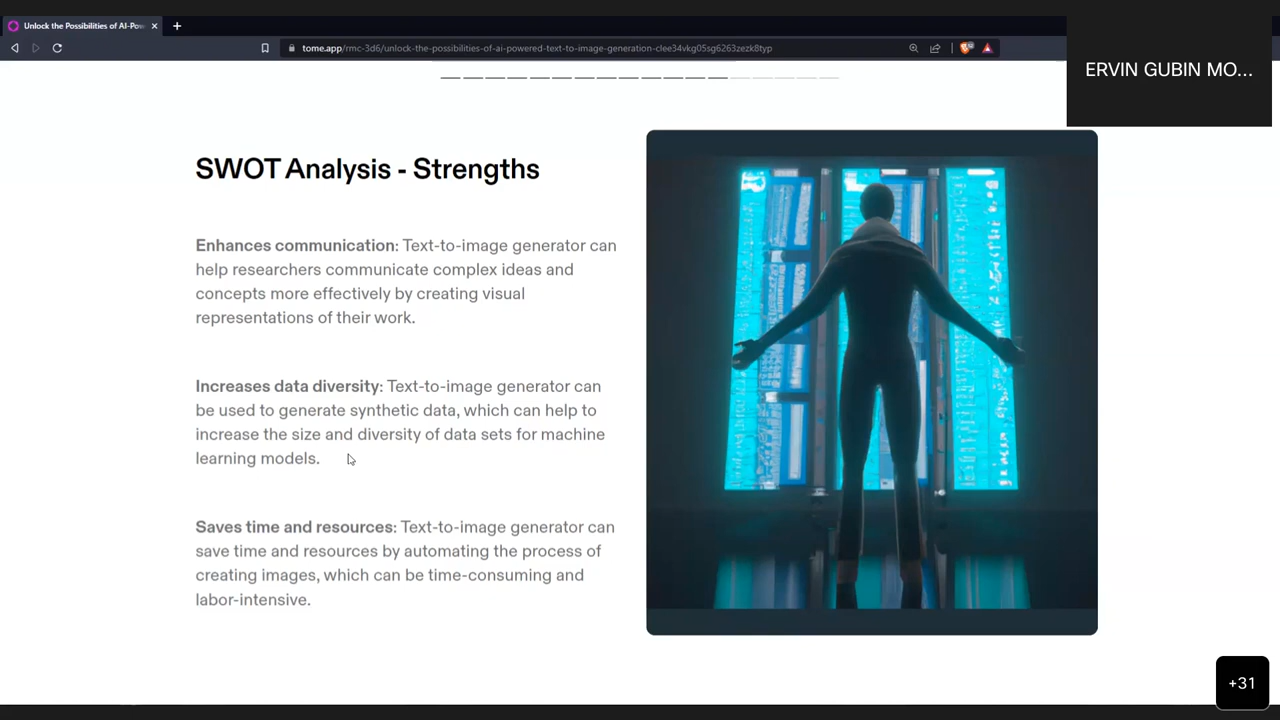 Unlock the Possibilities of AI-Pow
tome.app/rmc-3d6/unlock-the-possibilities-of-ai-powered-text-to-image-generation-clee34vkg05sg6263zezk8typ
ERVIN GUBIN MO...
SWOT Analysis - Strengths
Enhances communication: Text-to-image generator can
help researchers communicate complex ideas and
concepts more effectively by creating visual
representations of their work.
Increases data diversity: Text-to-image generator can
be used to generate synthetic data, which can help to
increase the size and diversity of data sets for machine
learning models.
Saves time and resources: Text-to-image generator can
save time and resources by automating the process of
creating images, which can be time-consuming and
labor-intensive.
+31